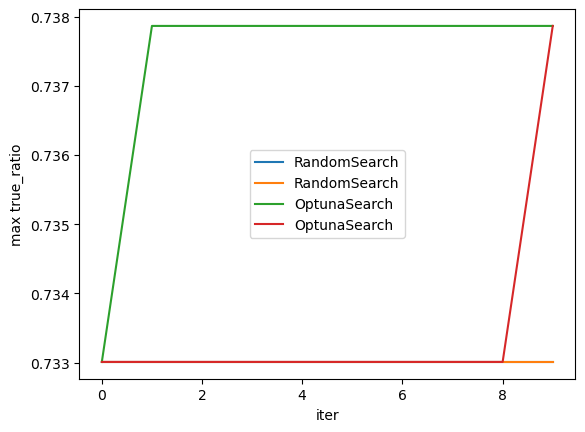 0.738
0.737
0.736
0.735
0.734
0.733
max true_ratio
RandomSearch
RandomSearch
OptunaSearch
OptunaSearch
0 2 4 6 8
iter